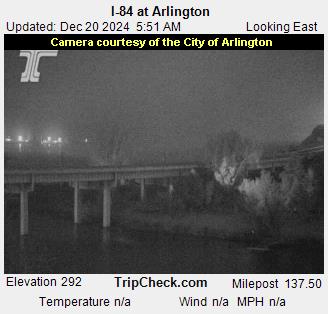 I-84 at Arlington
Updated: Dec 20 2024 5:51 AM Looking East
Camera courtesy of the City of Arlington
Elevation 292 TripCheck.com Milepost 137.50
Temperature n/a Wind n/a MPH n/a